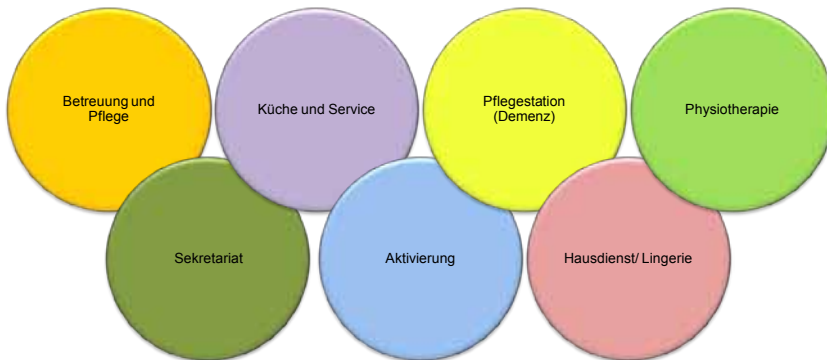 Betreuung und
Pflege
Küche und Service
Pflegestation
(Demenz)
Physiotherapie
Sekretariat
Aktivierung
Hausdienst/ Lingerie